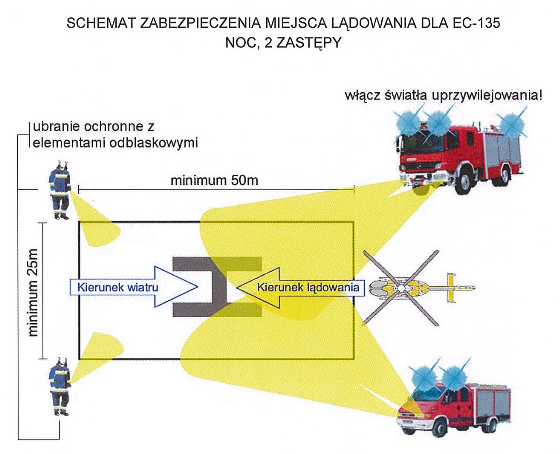 SCHEMAT ZABEZPIECZENIA MIEJSCA LĄDOWANIA DLA EC-135
NOC, 2 ZASTĘPY
włącz światła uprzywilejowania!
ubranie ochronne z
elementami odblaskowymi
minimum 50m
minimum 25m
Kierunek wiatru
Kierunek lądowania